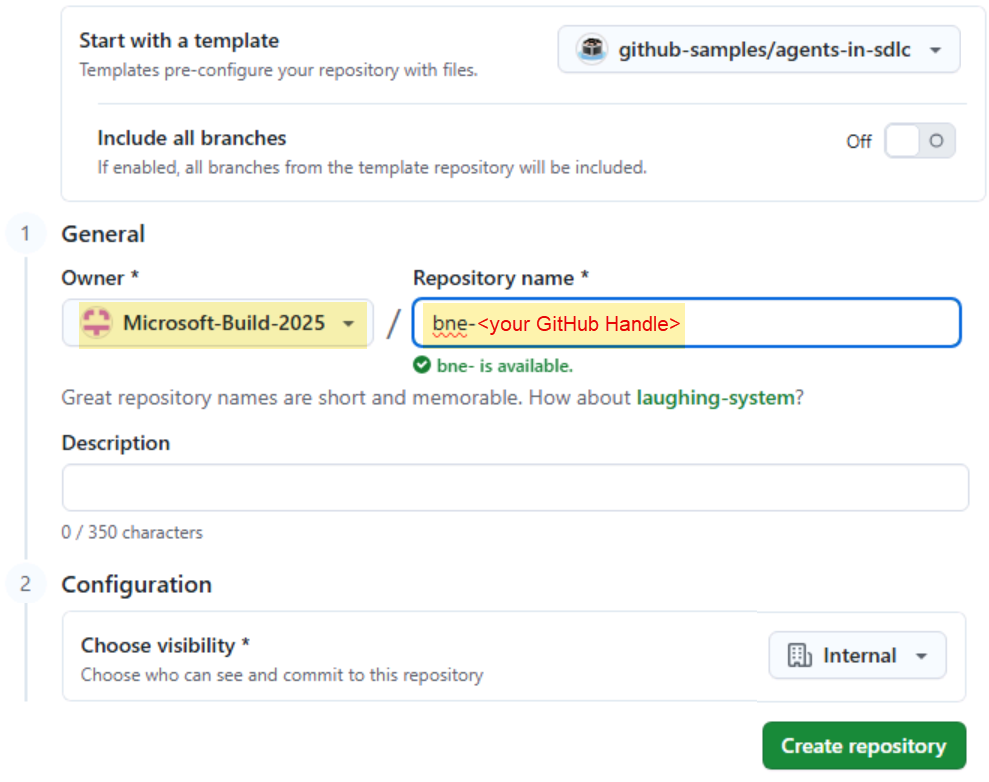 Start with a template
github-samples/agents-in-sdlc
Templates pre-configure your repository with files.
Include all branches
Off
If enabled, all branches from the template repository will be included.
1
General
Owner *
Repository name *
Microsoft-Build-2025
/
bne-<your GitHub Handle>
bne- is available.
Great repository names are short and memorable. How about laughing-system?
Description
0 / 350 characters
2
Configuration
Choose visibility *
Internal
Choose who can see and commit to this repository
Create repository